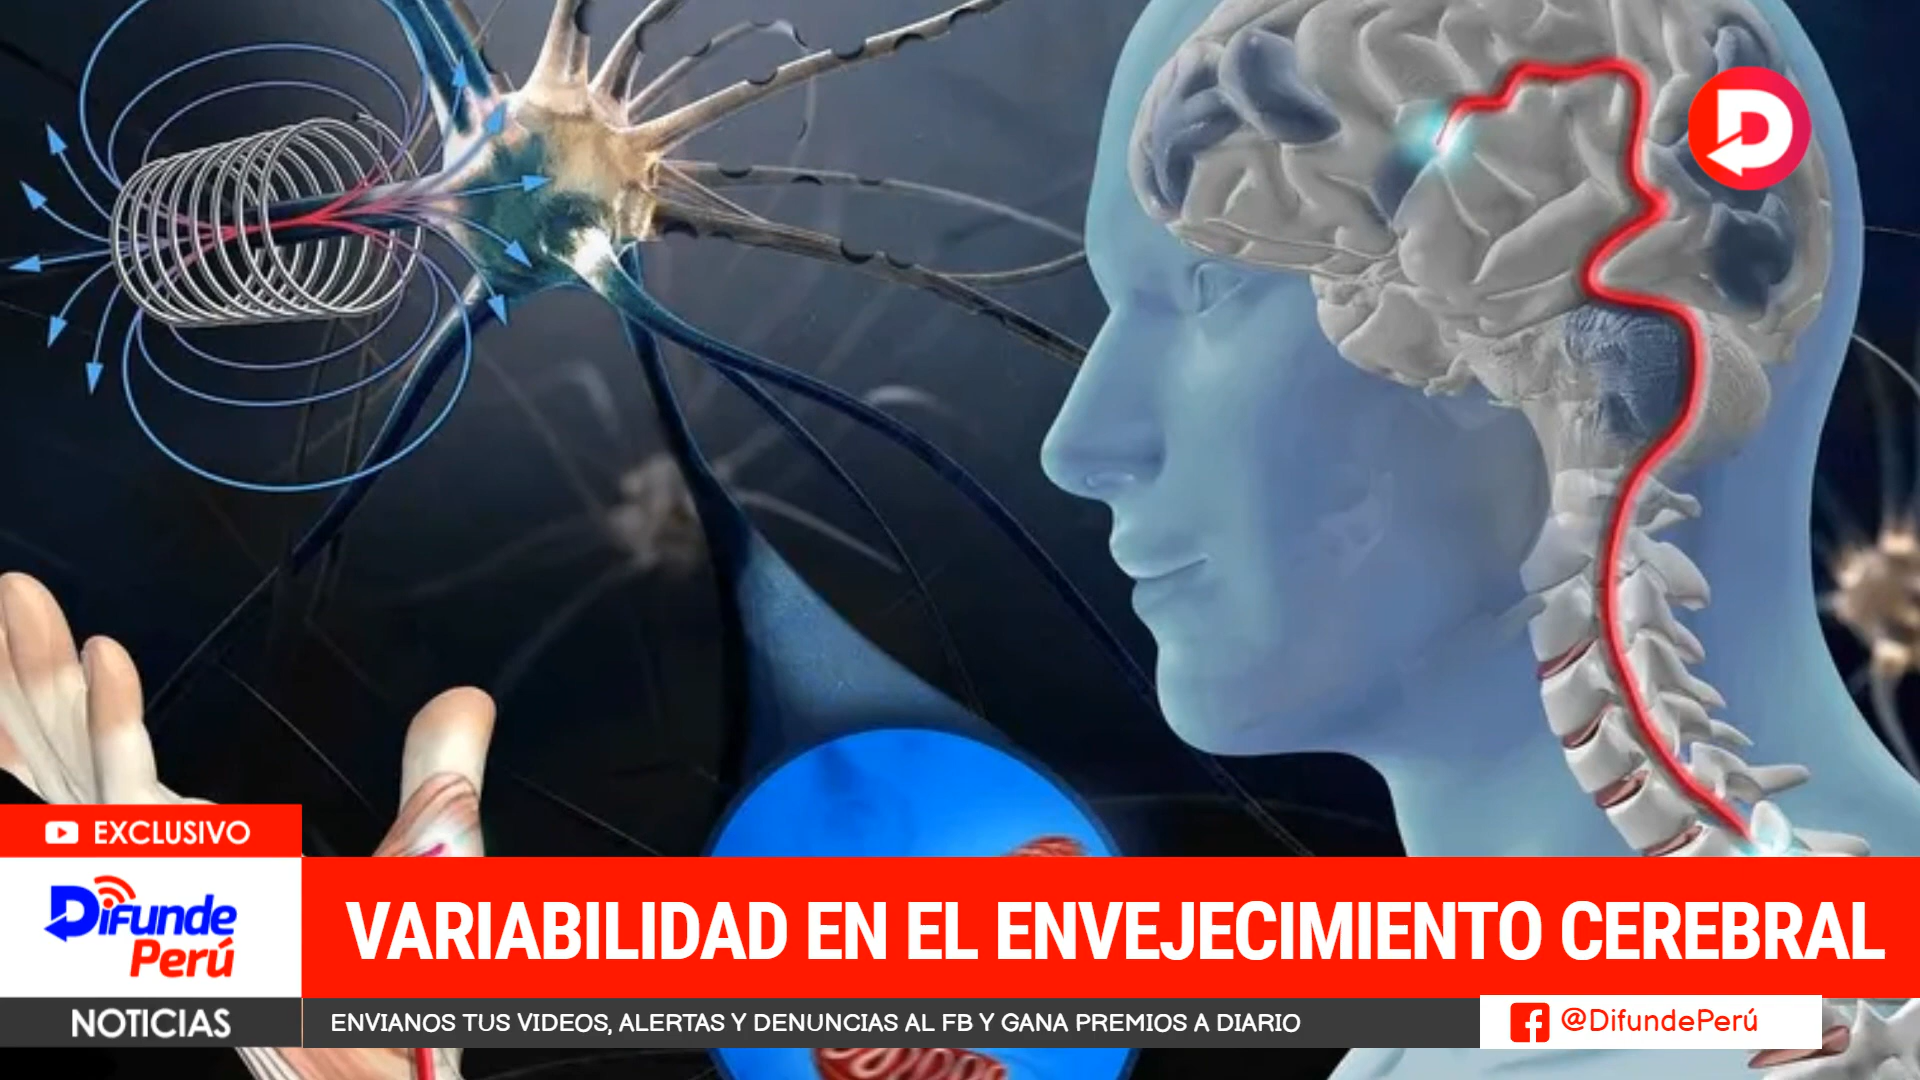 D
EXCLUSIVO
Difunde
Perú
VARIABILIDAD EN EL ENVEJECIMIENTO CEREBRAL
NOTICIAS
ENVIANOS TUS VIDEOS, ALERTAS Y DENUNCIAS AL FB Y GANA PREMIOS A DIARIO
@DifundePerú